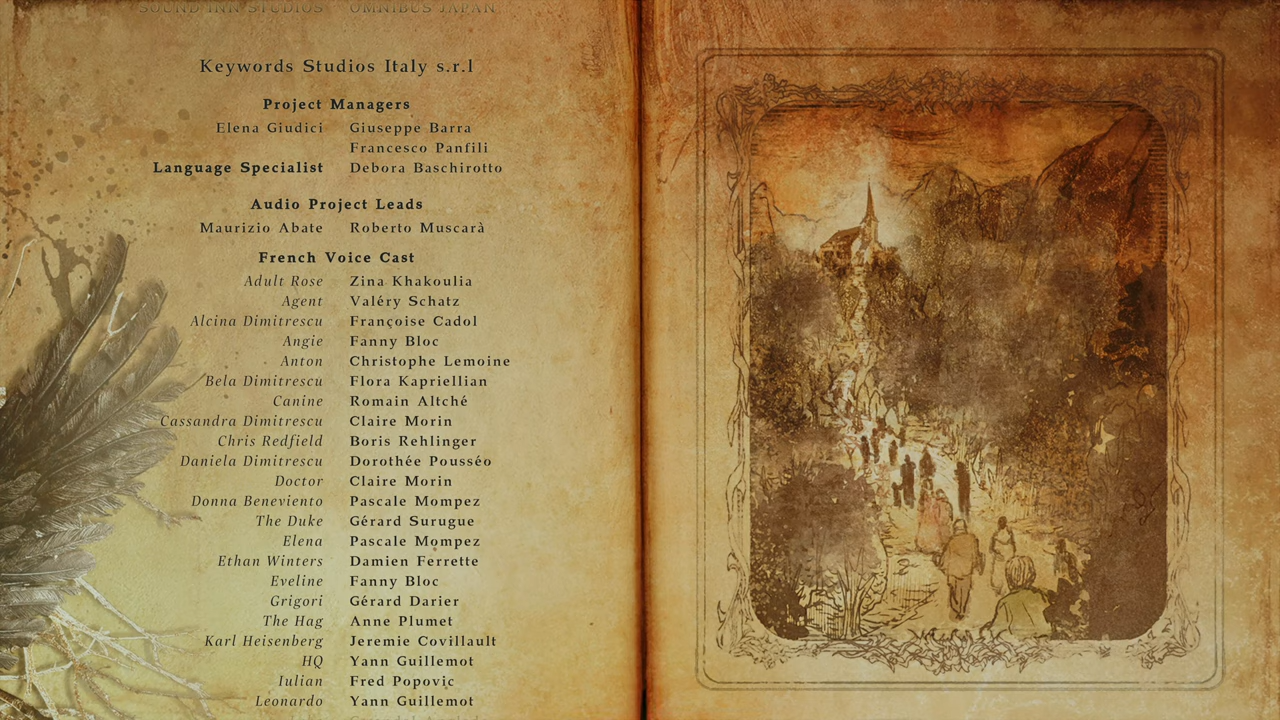 SOUND INN STUDIOS OMNIBUS JAPAN
Keywords Studios Italy s.r.l
Project Managers
Elena Giudici Giuseppe Barra
Francesco Panfili
Language Specialist Debora Baschirotto
Audio Project Leads
Maurizio Abate Roberto Muscarà
French Voice Cast
Adult Rose Zina Khakoulia
Agent Valéry Schatz
Alcina Dimitrescu Françoise Cadol
Angie Fanny Bloc
Anton Christophe Lemoine
Bela Dimitrescu Flora Kapriellian
Canine Romain Altché
Cassandra Dimitrescu Claire Morin
Chris Redfield Boris Rehlinger
Daniela Dimitrescu Dorothée Pousséo
Doctor Claire Morin
Donna Beneviento Pascale Mompez
The Duke Gérard Surugue
Elena Pascale Mompez
Ethan Winters Damien Ferrette
Eveline Fanny Bloc
Grigori Gérard Darier
The Hag Anne Plumet
Karl Heisenberg Jeremie Covillault
HQ Yann Guillemot
Iulian Fred Popovic
Leonardo Yann Guillemot